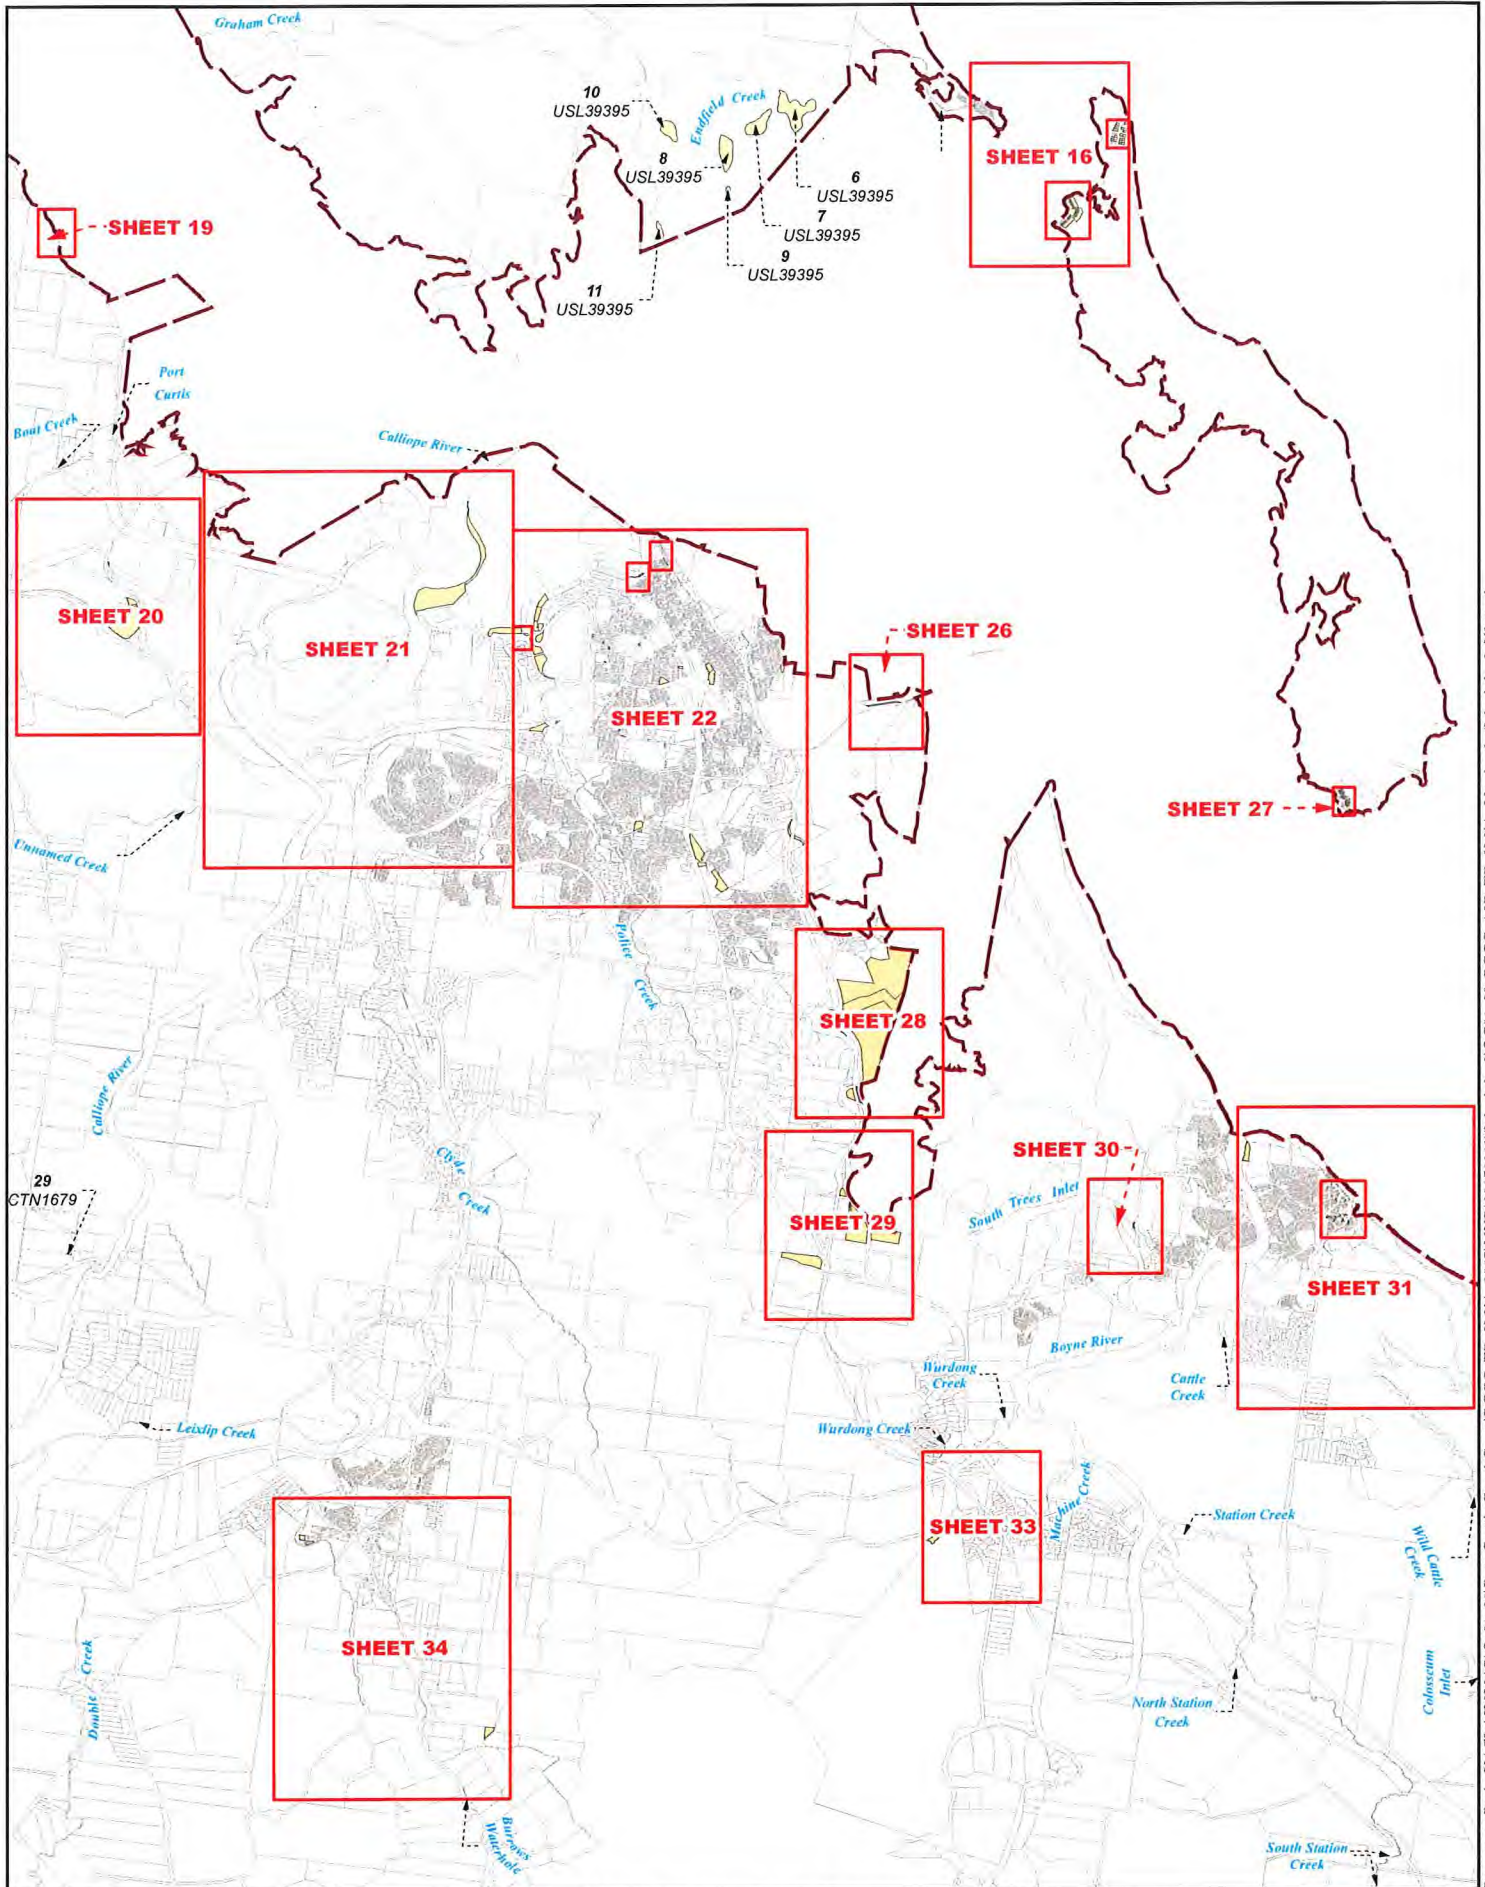 Graham Creek
10
USL39395
Endfield Creek
8
USL39395
6
USL39395
7
USL39395
9
USL39395
11
USL39395
SHEET 16
SHEET 19
Port
Curtis
Boat Creek
Calliope River
SHEET 20
SHEET 21
SHEET 22
SHEET 26
SHEET 27
Unnamed Creek
Police Creek
SHEET 28
Calliope River
Clyde
Creek
29
CTN1679
SHEET 29
SHEET 30
South Trees Inlet
SHEET 31
Boyne River
Wurdong
Creek
Cattle
Creek
Leixlip Creek
Wurdong Creek
SHEET 33
Machine Creek
Station Creek
Wild Cattle
Creek
SHEET 34
Double Creek
North Station
Creek
Colosseum
Inlet
Burrows
Waterhole
South Station
Creek